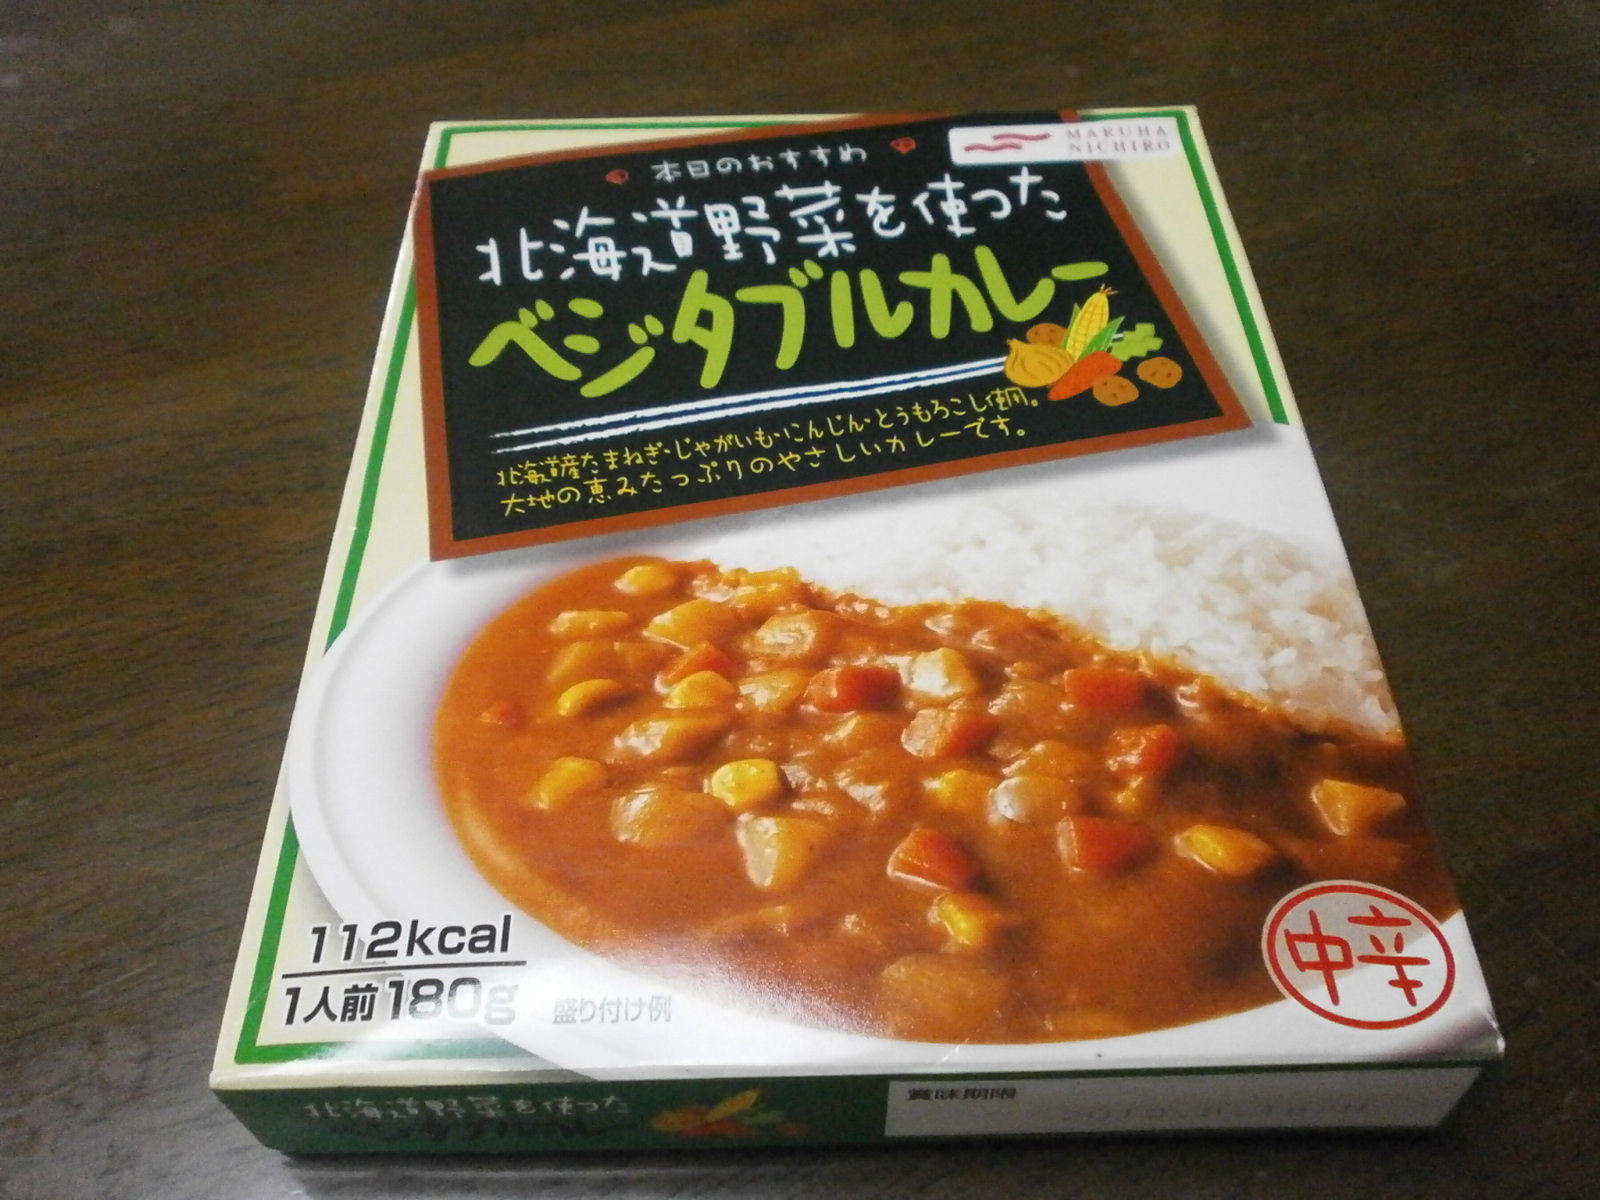 MARUHA
NICHIRO
本日のおすすめ
北海道野菜を使った
ベジタブルカレー
北海道産たまねぎ・じゃがいも・にんじん・とうもろこし使用。
大地の恵みたっぷりのやさしいカレーです。
112kcal
1人前180g
盛り付け例
中辛
北海道野菜を使った
ベジタブルカレー
賞味期限